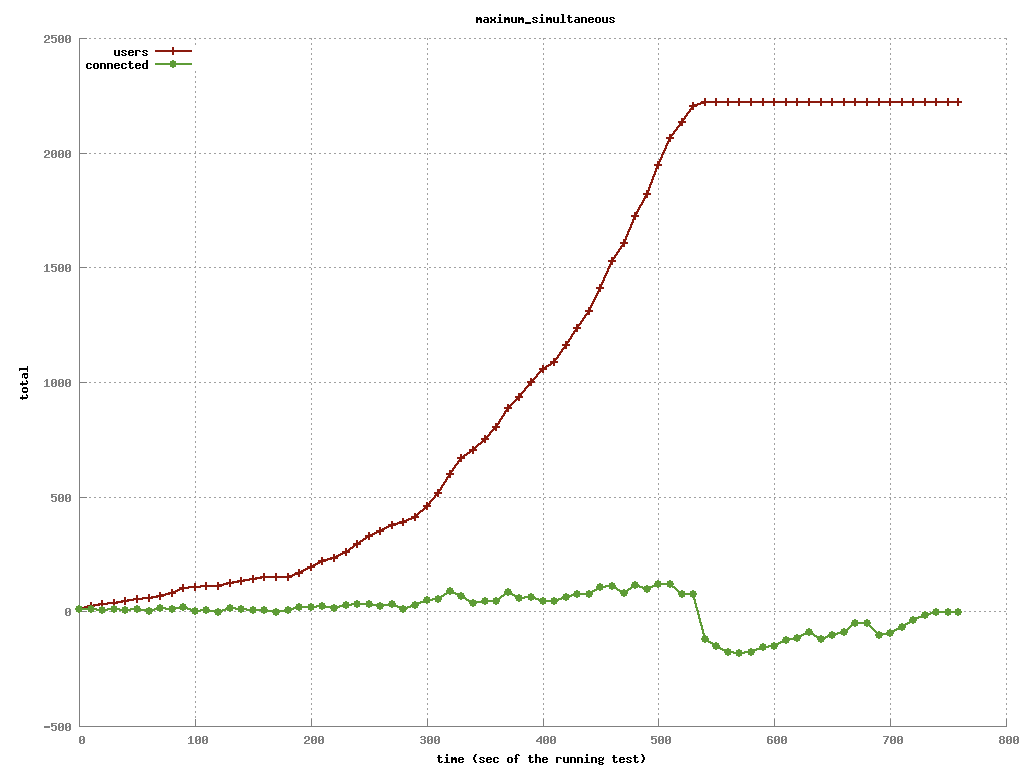 maximum_simultaneous
users
connected
2500
2000
1500
1000
500
0
-500
total
0 100 200 300 400 500 600 700 800
time (sec of the running test)